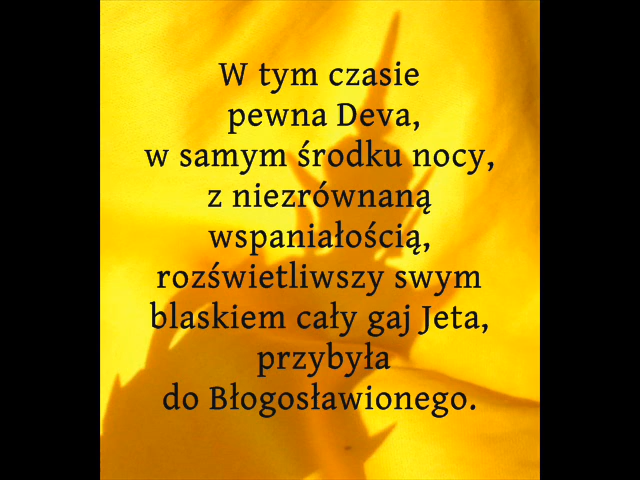 W tym czasie
pewna Deva,
w samym środku nocy,
z niezrównaną
wspaniałością,
rozświetliwszy swym
blaskiem cały gaj Jeta,
przybyła
do Błogosławionego.